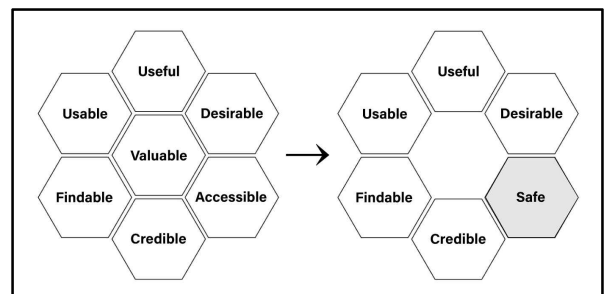 Useful
Usable
Desirable
Valuable
Findable
Accessible
Credible
Useful
Usable
Desirable
Findable
Safe
Credible